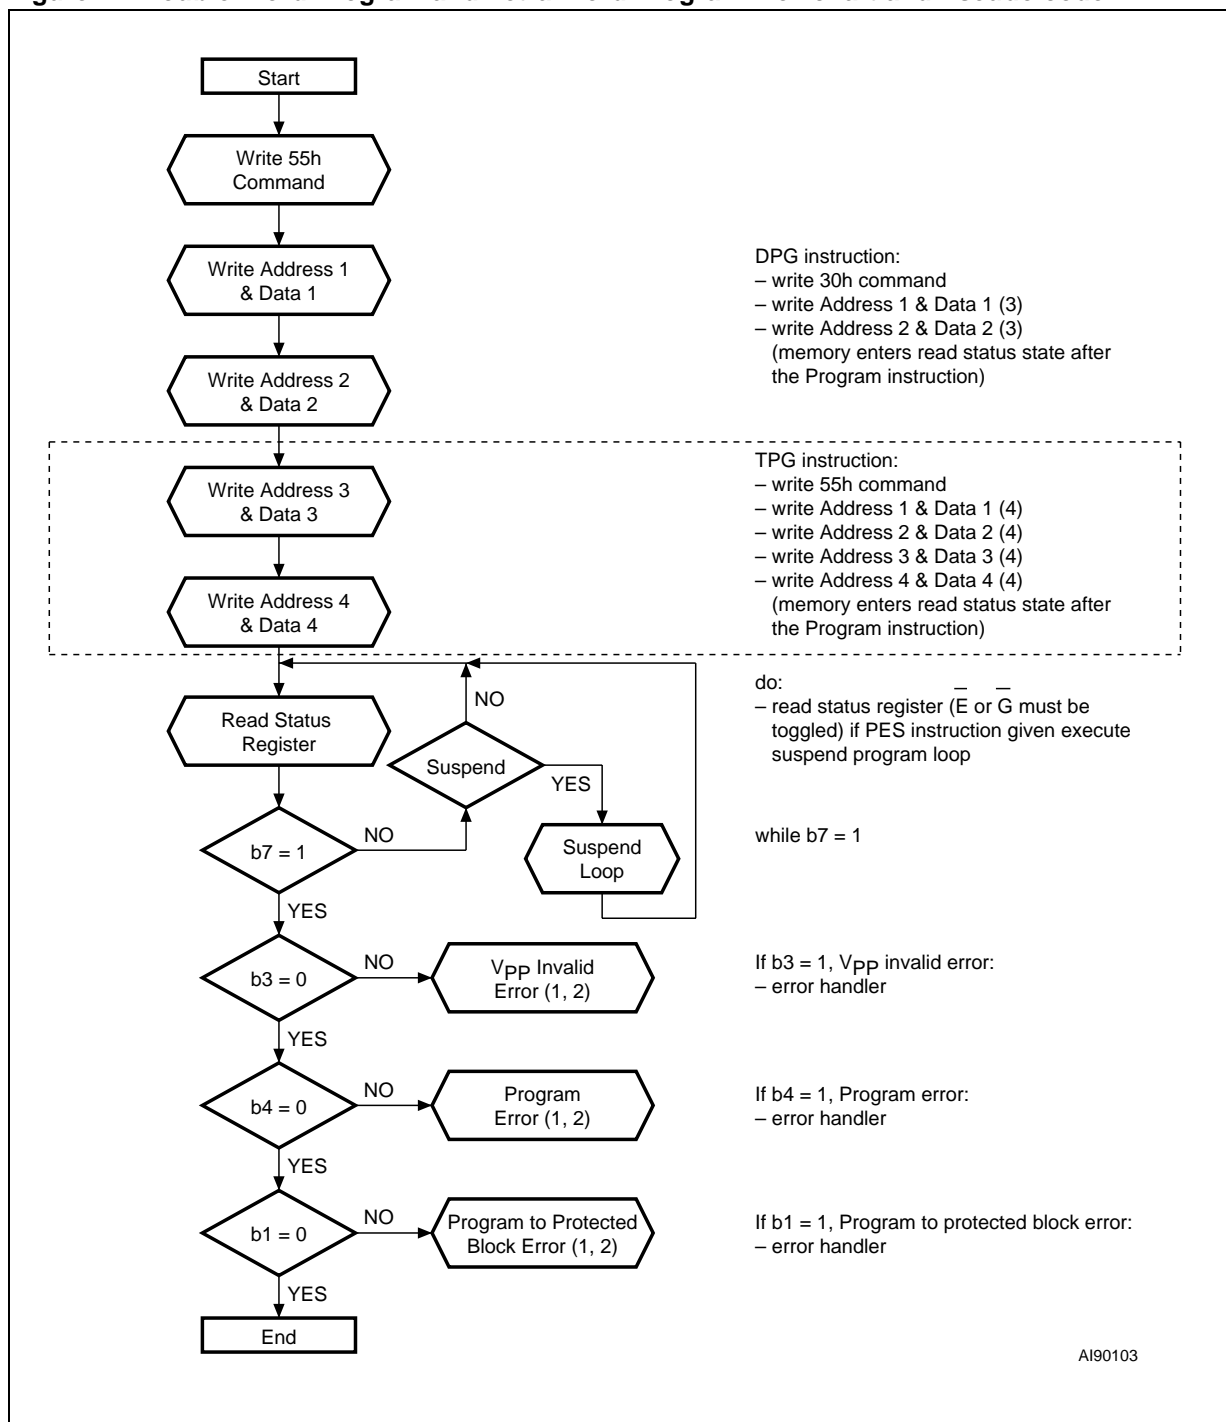 Start
Write 55h
Command
Write Address 1
& Data 1
Write Address 2
& Data 2
Write Address 3
& Data 3
Write Address 4
& Data 4
Read Status
Register
NO
Suspend
YES
Suspend
Loop
b7 = 1
NO
YES
b3 = 0
NO
VPP Invalid
Error (1, 2)
YES
b4 = 0
NO
Program
Error (1, 2)
YES
b1 = 0
NO
Program to Protected
Block Error (1, 2)
YES
End
DPG instruction:
– write 30h command
– write Address 1 & Data 1 (3)
– write Address 2 & Data 2 (3)
(memory enters read status state after
the Program instruction)
TPG instruction:
– write 55h command
– write Address 1 & Data 1 (4)
– write Address 2 & Data 2 (4)
– write Address 3 & Data 3 (4)
– write Address 4 & Data 4 (4)
(memory enters read status state after
the Program instruction)
do:
– read status register (E̅ or G̅ must be
toggled) if PES instruction given execute
suspend program loop
while b7 = 1
If b3 = 1, VPP invalid error:
– error handler
If b4 = 1, Program error:
– error handler
If b1 = 1, Program to protected block error:
– error handler
AI90103